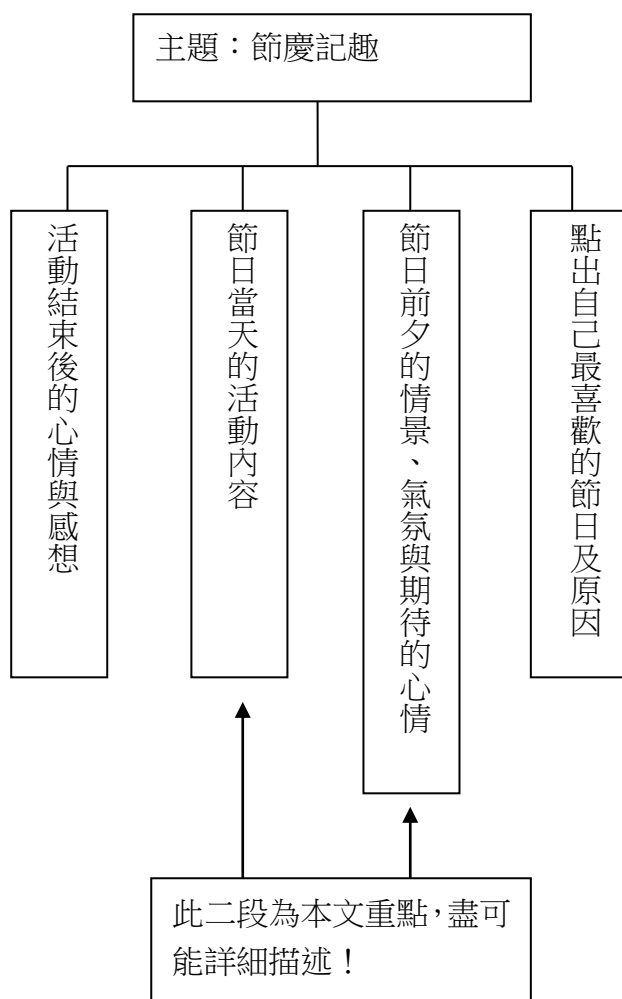 主題：節慶記趣
點出自己最喜歡的節日及原因
節日前夕的情景、氣氛與期待的心情
節日當天的活動內容
活動結束後的心情與感想
此二段為本文重點，盡可
能詳細描述！